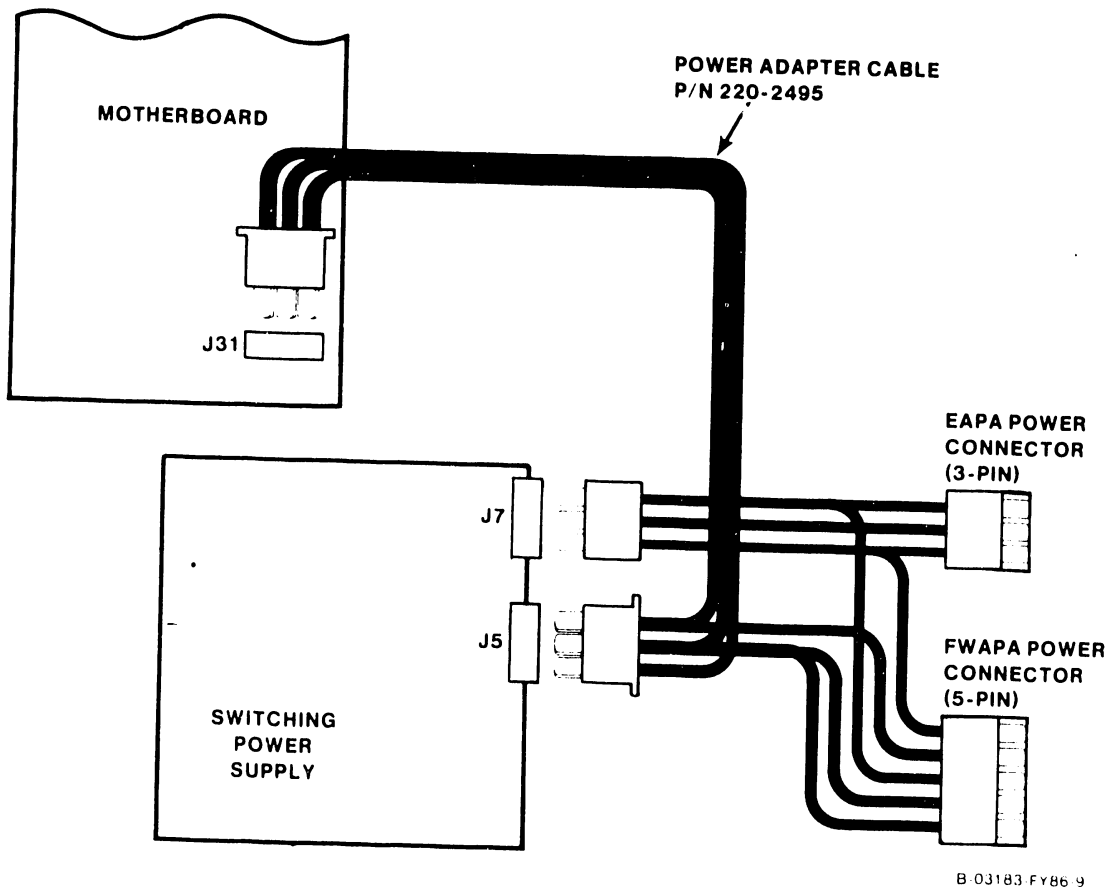 POWER ADAPTER CABLE
P/N 220-2495
MOTHERBOARD
J31
EAPA POWER
CONNECTOR
(3-PIN)
J7
J5
FWAPA POWER
CONNECTOR
(5-PIN)
SWITCHING
POWER
SUPPLY
B-03183-FY86-9